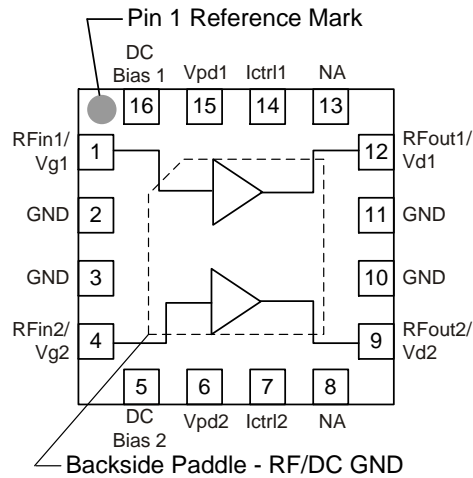 Pin 1 Reference Mark
DC
Bias 1
Vpd1
Ictrl1
NA
16
15
14
13
RFin1/
Vg1
1
12
RFout1/
Vd1
GND
2
11
GND
GND
3
10
GND
RFin2/
Vg2
4
9
RFout2/
Vd2
5
6
7
8
DC
Bias 2
Vpd2
Ictrl2
NA
Backside Paddle - RF/DC GND